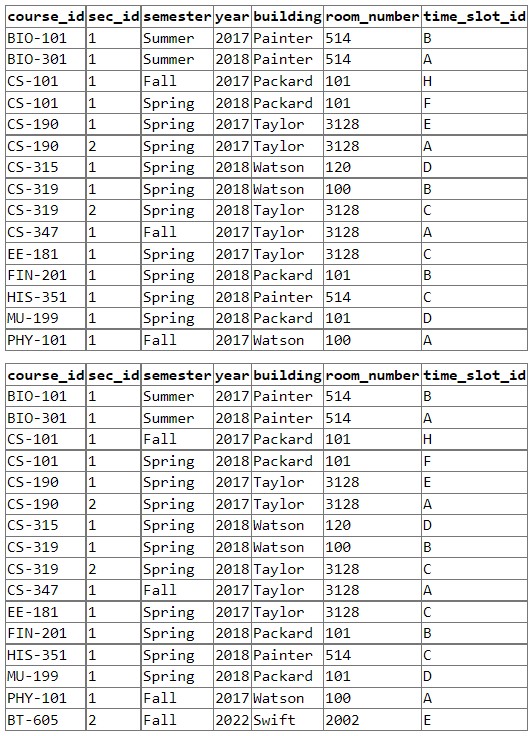 course_id sec_id semester year building room_number time_slot_id
BIO-101 1 Summer 2017 Painter 514 B
BIO-301 1 Summer 2018 Painter 514 A
CS-101 1 Fall 2017 Packard 101 H
CS-101 1 Spring 2018 Packard 101 F
CS-190 1 Spring 2017 Taylor 3128 E
CS-190 2 Spring 2017 Taylor 3128 A
CS-315 1 Spring 2018 Watson 120 D
CS-319 1 Spring 2018 Watson 100 B
CS-319 2 Spring 2018 Taylor 3128 C
CS-347 1 Fall 2017 Taylor 3128 A
EE-181 1 Spring 2017 Taylor 3128 C
FIN-201 1 Spring 2018 Packard 101 B
HIS-351 1 Spring 2018 Painter 514 C
MU-199 1 Spring 2018 Packard 101 D
PHY-101 1 Fall 2017 Watson 100 A
course_id sec_id semester year building room_number time_slot_id
BIO-101 1 Summer 2017 Painter 514 B
BIO-301 1 Summer 2018 Painter 514 A
CS-101 1 Fall 2017 Packard 101 H
CS-101 1 Spring 2018 Packard 101 F
CS-190 1 Spring 2017 Taylor 3128 E
CS-190 2 Spring 2017 Taylor 3128 A
CS-315 1 Spring 2018 Watson 120 D
CS-319 1 Spring 2018 Watson 100 B
CS-319 2 Spring 2018 Taylor 3128 C
CS-347 1 Fall 2017 Taylor 3128 A
EE-181 1 Spring 2017 Taylor 3128 C
FIN-201 1 Spring 2018 Packard 101 B
HIS-351 1 Spring 2018 Painter 514 C
MU-199 1 Spring 2018 Packard 101 D
PHY-101 1 Fall 2017 Watson 100 A
BT-605 2 Fall 2022 Swift 2002 E